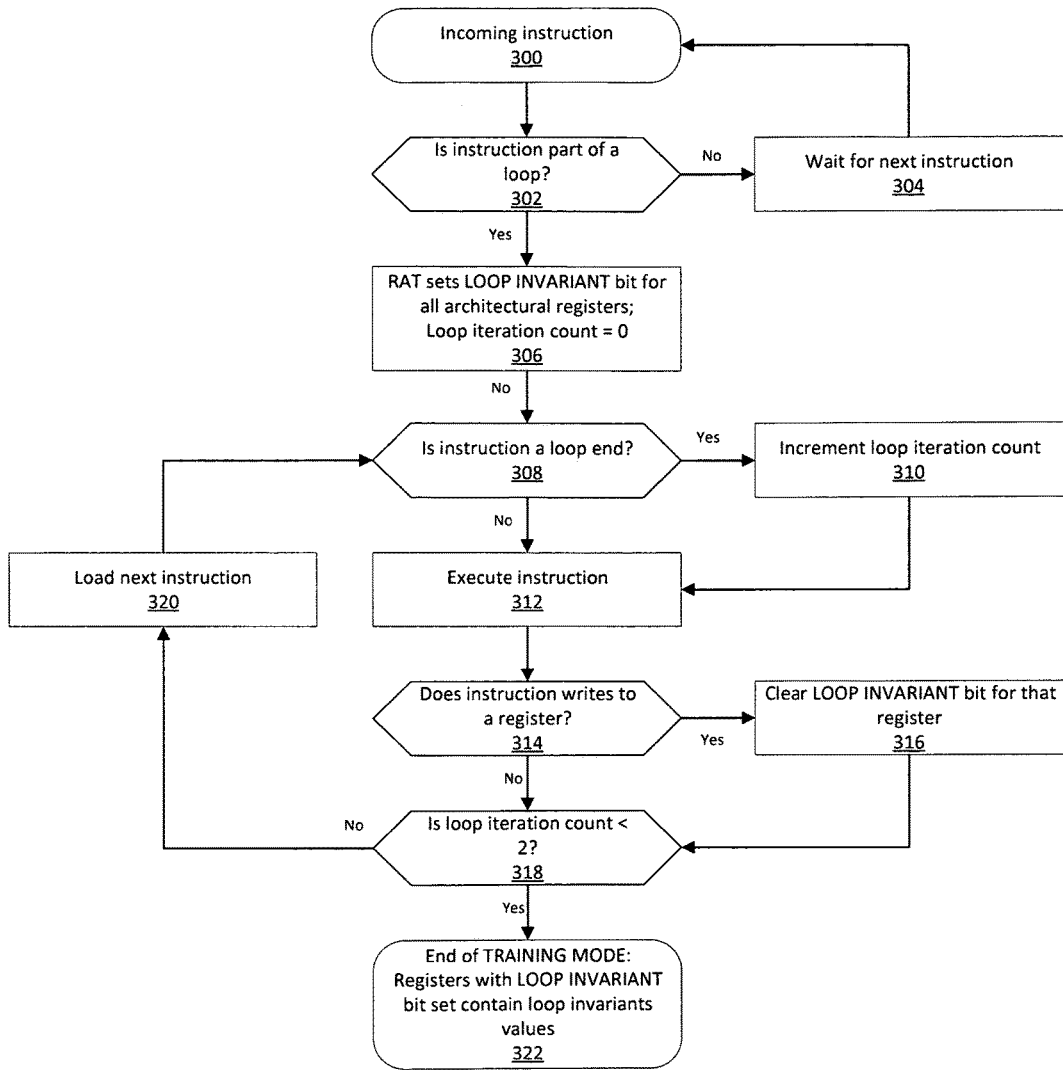 Incoming instruction
300
Is instruction part of a
loop?
302
No
Wait for next instruction
304
Yes
RAT sets LOOP INVARIANT bit for
all architectural registers;
Loop iteration count = 0
306
No
Is instruction a loop end?
308
Yes
Increment loop iteration count
310
No
Load next instruction
320
Execute instruction
312
Does instruction writes to
a register?
314
Yes
Clear LOOP INVARIANT bit for that
register
316
No
Is loop iteration count <
2?
318
No
Yes
End of TRAINING MODE:
Registers with LOOP INVARIANT
bit set contain loop invariants
values
322